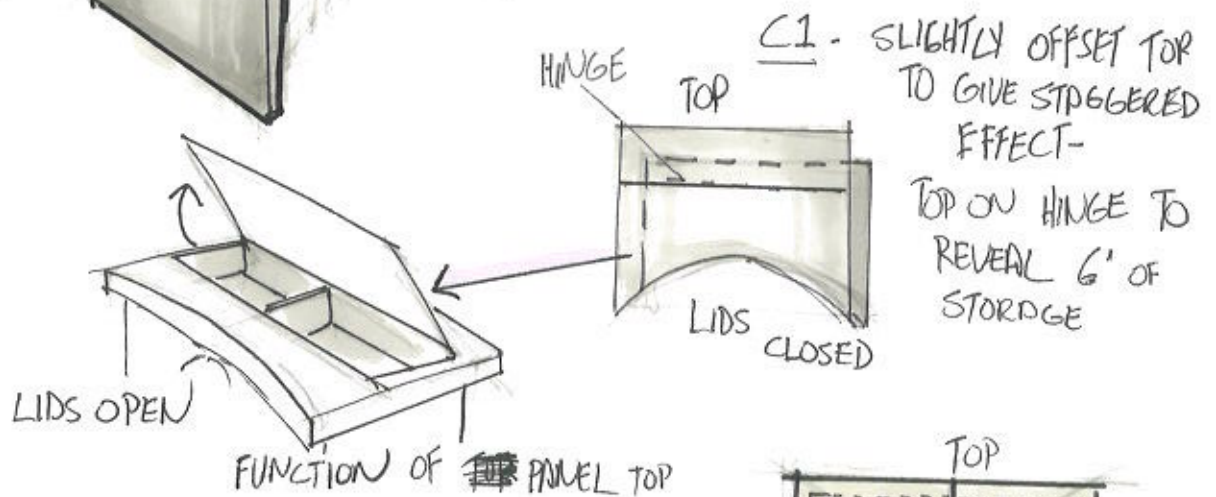 C1. SLIGHTLY OFFSET TOP
TO GIVE STAGGERED
EFFECT-
TOP ON HINGE TO
REVEAL 6' OF
STORAGE
HINGE
TOP
LIDS
CLOSED
LIDS OPEN
FUNCTION OF PANEL TOP
TOP